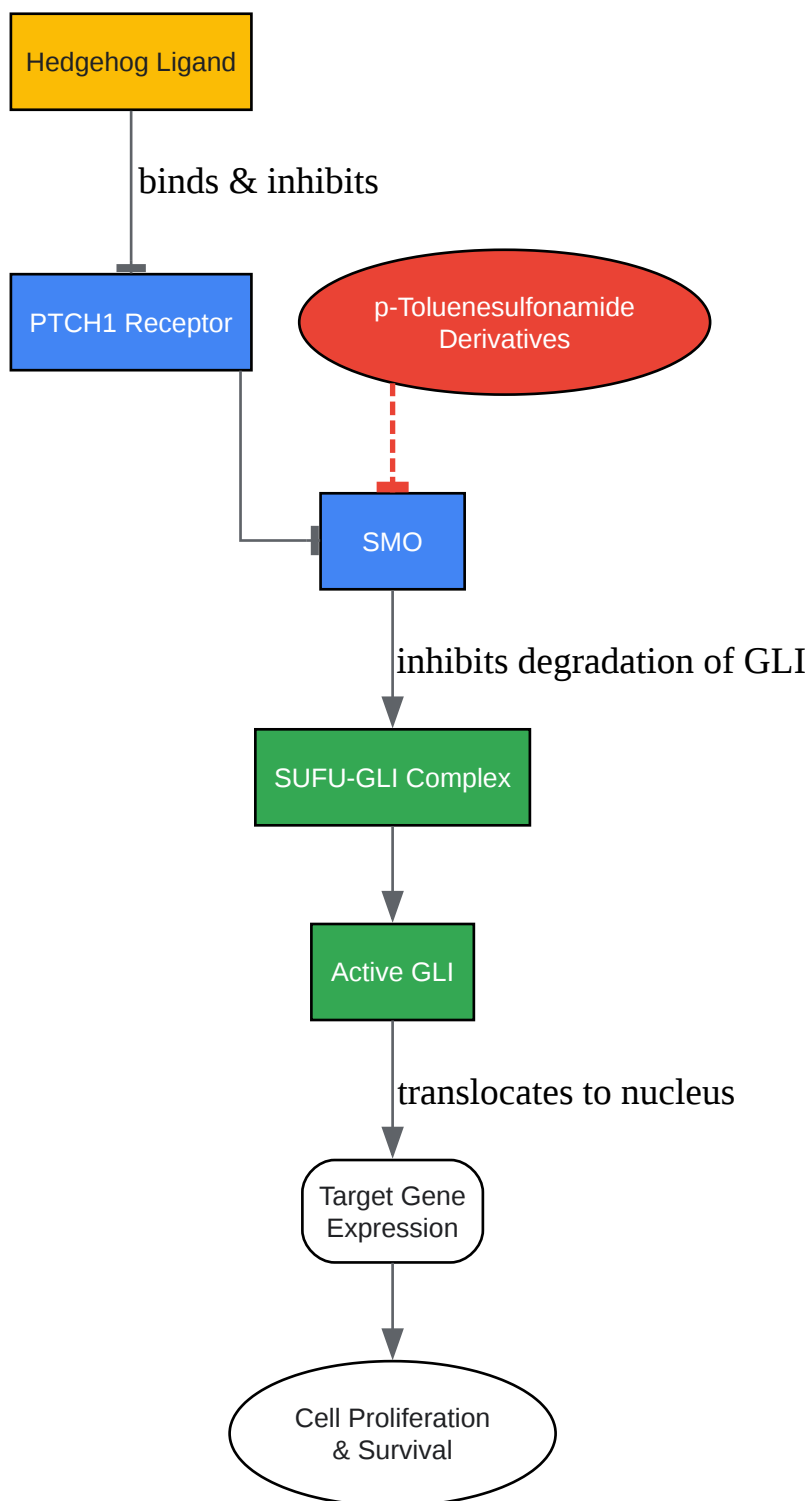 Hedgehog Ligand
binds & inhibits
PTCH1 Receptor
p-Toluenesulfonamide
Derivatives
SMO
inhibits degradation of GLI
SUFU-GLI Complex
Active GLI
translocates to nucleus
Target Gene
Expression
Cell Proliferation
& Survival